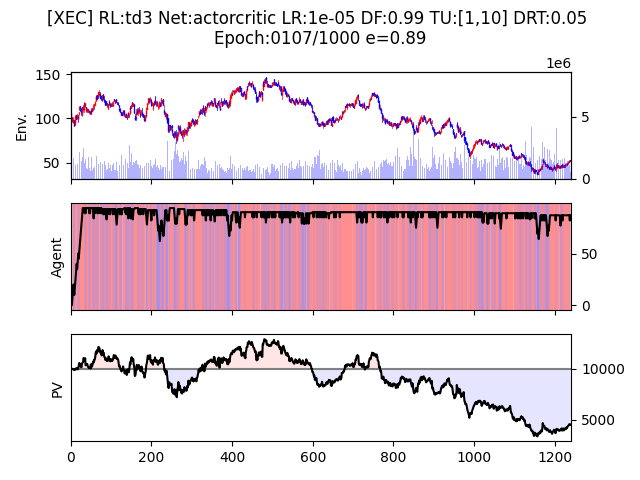 [XEC] RL:td3 Net:actorcritic LR:1e-05 DF:0.99 TU:[1,10] DRT:0.05
Epoch:0107/1000 e=0.89
1e6
150
100
50
Env.
5
0
Agent
50
0
PV
10000
5000
0
200
400
600
800
1000
1200